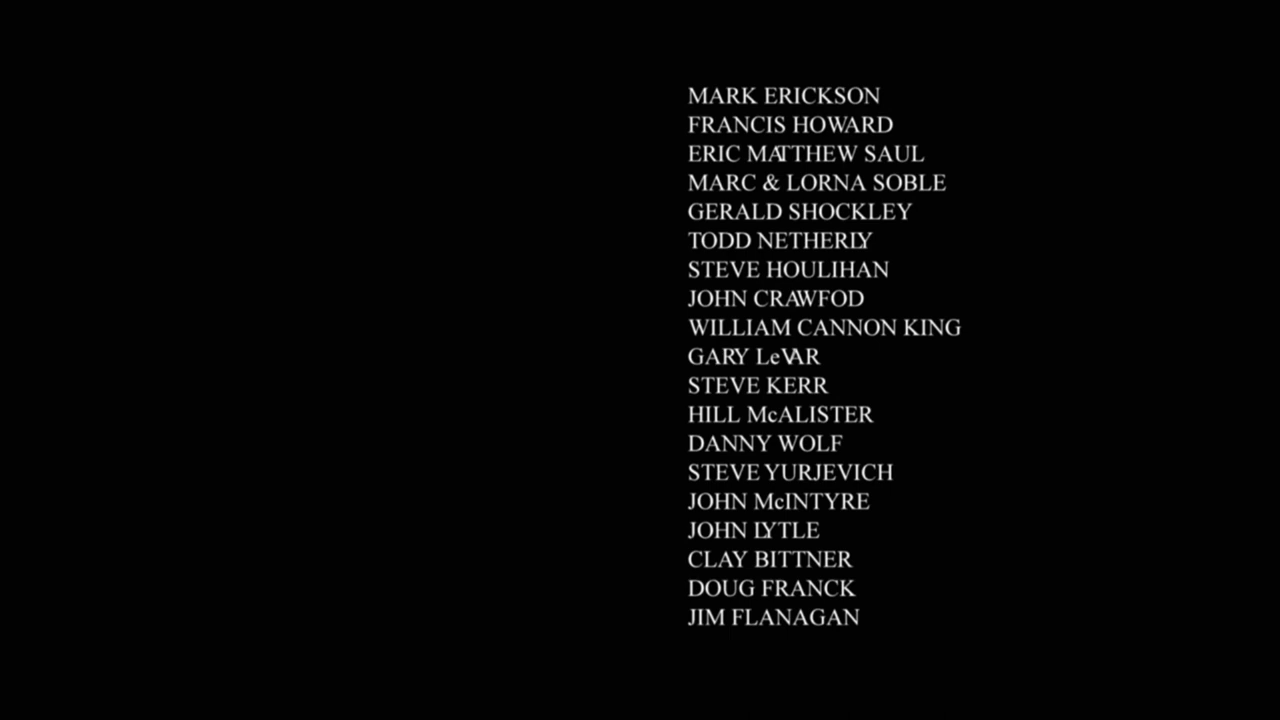 MARK ERICKSON
FRANCIS HOWARD
ERIC MATTHEW SAUL
MARC & LORNA SOBLE
GERALD SHOCKLEY
TODD NETHERLY
STEVE HOULIHAN
JOHN CRAWFOD
WILLIAM CANNON KING
GARY LeVAR
STEVE KERR
HILL McALISTER
DANNY WOLF
STEVE YURJEVICH
JOHN McINTYRE
JOHN LYTLE
CLAY BITTNER
DOUG FRANCK
JIM FLANAGAN